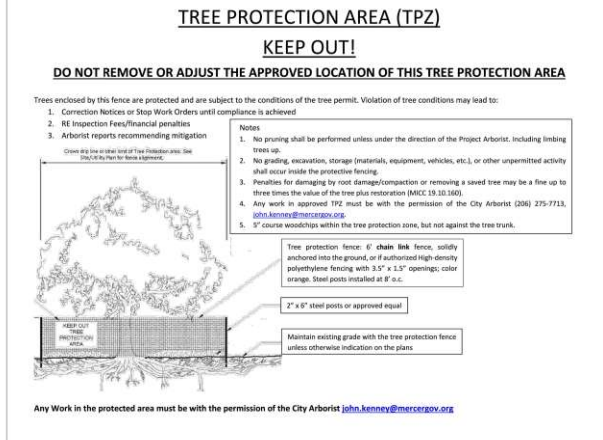 TREE PROTECTION AREA (TPZ)
KEEP OUT!
DO NOT REMOVE OR ADJUST THE APPROVED LOCATION OF THIS TREE PROTECTION AREA
Trees enclosed by this fence are protected and are subject to the conditions of the tree permit. Violation of tree conditions may lead to:
1. Correction Notices or Stop Work Orders until compliance is achieved
2. RE Inspection Fees/financial penalties
3. Arborist reports recommending mitigation
Notes
1. No pruning shall be performed unless under the direction of the Project Arborist. Including limbing
trees up.
2. No grading, excavation, storage (materials, equipment, vehicles, etc.), or other unpermitted activity
shall occur inside the protective fencing.
3. Penalties for damaging by root damage/compaction or removing a saved tree may be a fine up to
three times the value of the tree plus restoration (MICC 19.10.160).
4. Any work in approved TPZ must be with the permission of the City Arborist (206) 275-7713,
john.kenney@mercergov.org.
5. 5" course woodchips within the tree protection zone, but not against the tree trunk.
Crown drip line or other limit of Tree Protection area. See
Site/Utility Plan for fence alignment.
Tree protection fence: 6' chain link fence, solidly
anchored into the ground, or if authorized High-density
polyethylene fencing with 3.5" x 1.5" openings; color
orange. Steel posts installed at 8' o.c.
2" x 6" steel posts or approved equal
KEEP OUT
TREE
PROTECTION
AREA
Maintain existing grade with the tree protection fence
unless otherwise indication on the plans
Any Work in the protected area must be with the permission of the City Arborist john.kenney@mercergov.org